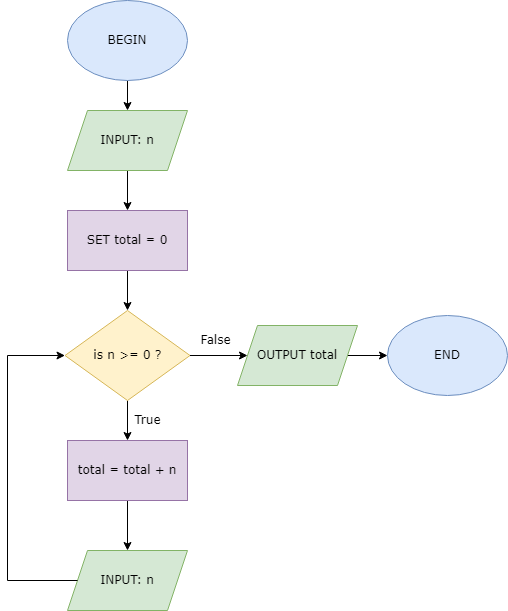 BEGIN
INPUT: n
SET total = 0
is n >= 0 ?
False
OUTPUT total
END
True
total = total + n
INPUT: n